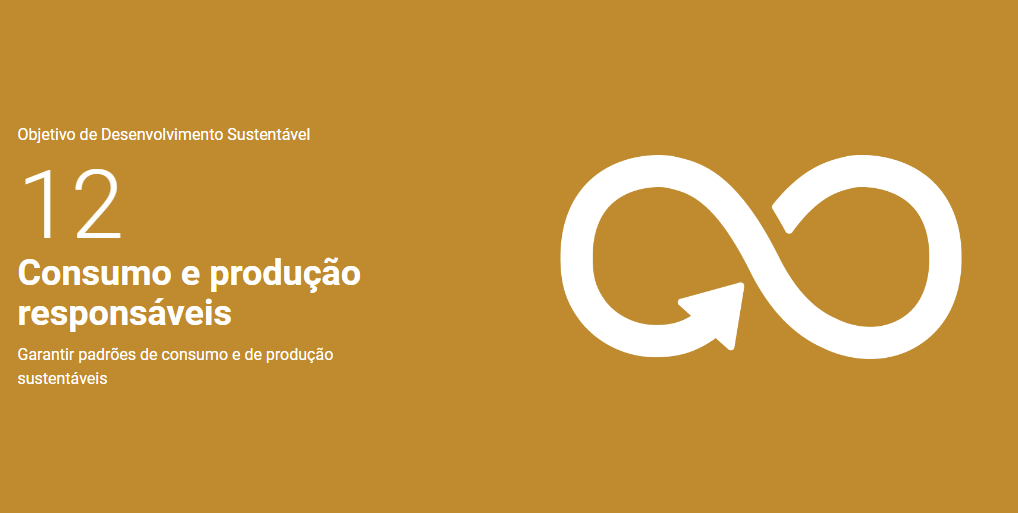 Objetivo de Desenvolvimento Sustentável
12
Consumo e produção
responsáveis
Garantir padrões de consumo e de produção
sustentáveis